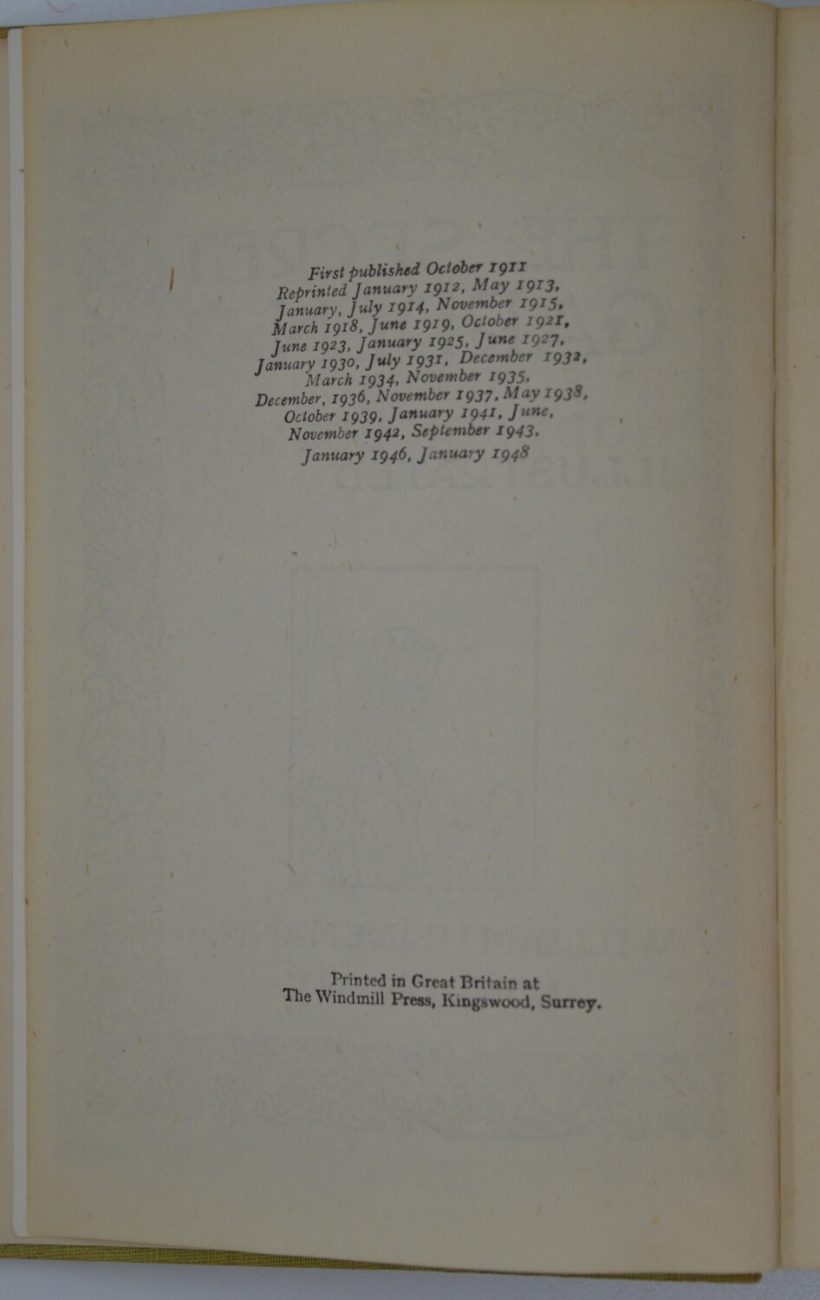 First published October 1911
Reprinted January 1912, May 1913,
January, July 1914, November 1915,
March 1918, June 1919, October 1921,
June 1923, January 1925, June 1927,
January 1930, July 1931, December 1932,
March 1934, November 1935,
December, 1936, November 1937, May 1938,
October 1939, January 1941, June,
November 1942, September 1943,
January 1946, January 1948
Printed in Great Britain at
The Windmill Press, Kingswood, Surrey.